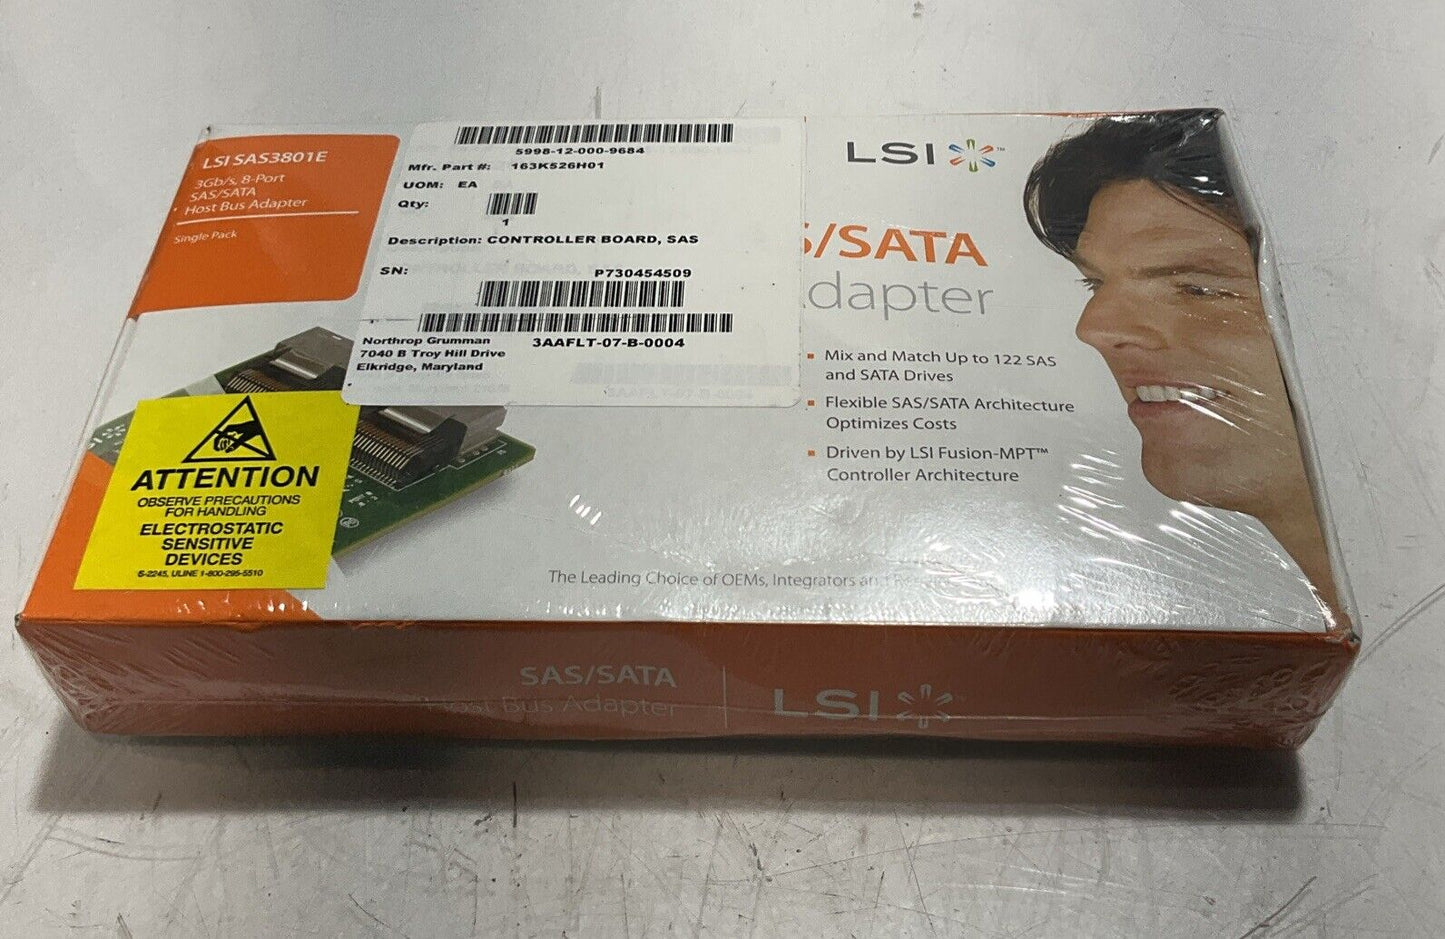 LSI SAS3801E
3Gb/s, 8-Port
SAS/SATA
Host Bus Adapter
Single Pack
5998-12-000-9684
Mfr. Part #: 163K526H01
UOM: EA
Qty:
1
Description: CONTROLLER BOARD, SAS
SN: P730454509
3AAFLT-07-B-0004
Northrop Grumman
7040 B Troy Hill Drive
Elkridge, Maryland
LSI ™
S/SATA
dapter
▪ Mix and Match Up to 122 SAS
and SATA Drives
▪ Flexible SAS/SATA Architecture
Optimizes Costs
▪ Driven by LSI Fusion-MPT™
Controller Architecture
The Leading Choice of OEMs, Integrators and
ATTENTION
OBSERVE PRECAUTIONS
FOR HANDLING
ELECTROSTATIC
SENSITIVE
DEVICES
S-2245, ULINE 1-800-295-5510
SAS/SATA
Host Bus Adapter
LSI